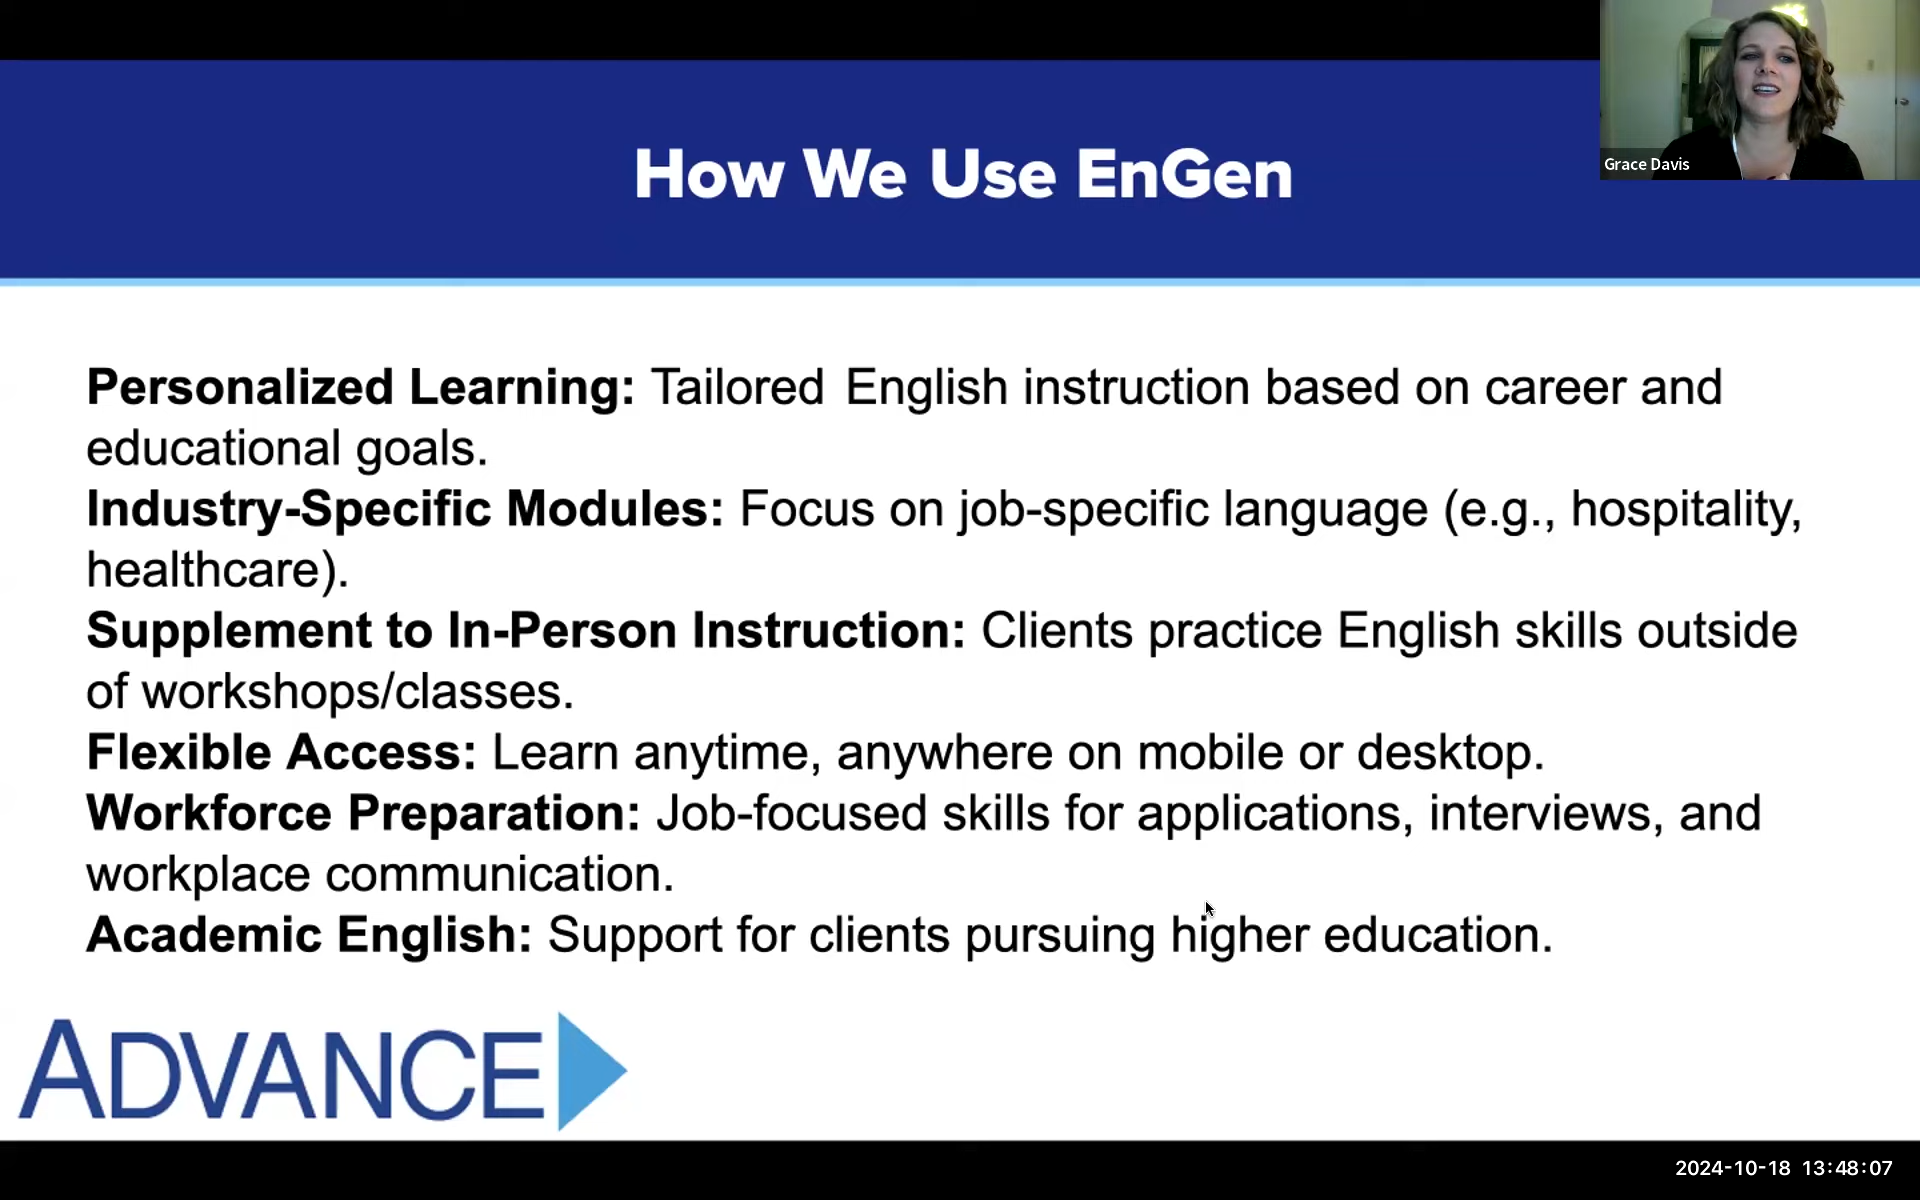 How We Use EnGen
Grace Davis
Personalized Learning: Tailored English instruction based on career and
educational goals.
Industry-Specific Modules: Focus on job-specific language (e.g., hospitality,
healthcare).
Supplement to In-Person Instruction: Clients practice English skills outside
of workshops/classes.
Flexible Access: Learn anytime, anywhere on mobile or desktop.
Workforce Preparation: Job-focused skills for applications, interviews, and
workplace communication.
Academic English: Support for clients pursuing higher education.
ADVANCE
2024-10-18 13:48:07